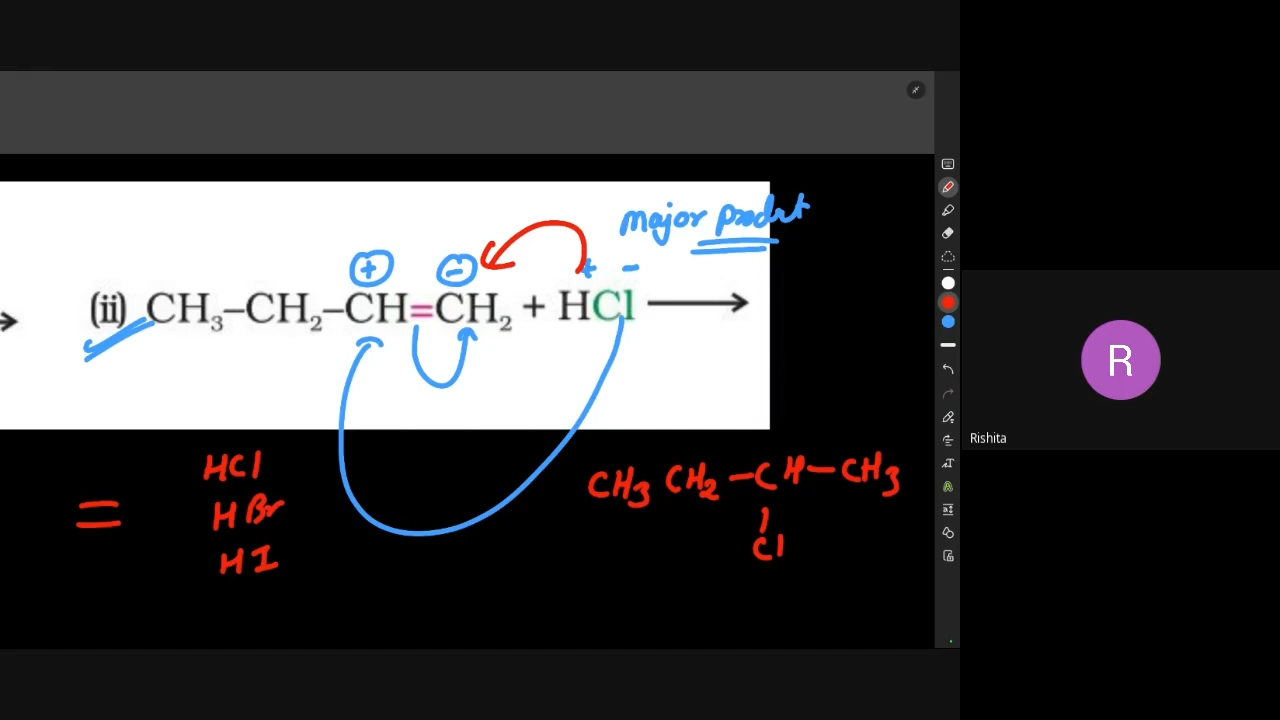 major product
+ - + -
(ii) CH₃–CH₂–CH=CH₂ + HCl ⟶
HCl
HBr
HI
=
CH₃ CH₂ –CH–CH₃
|
Cl
R
Rishita